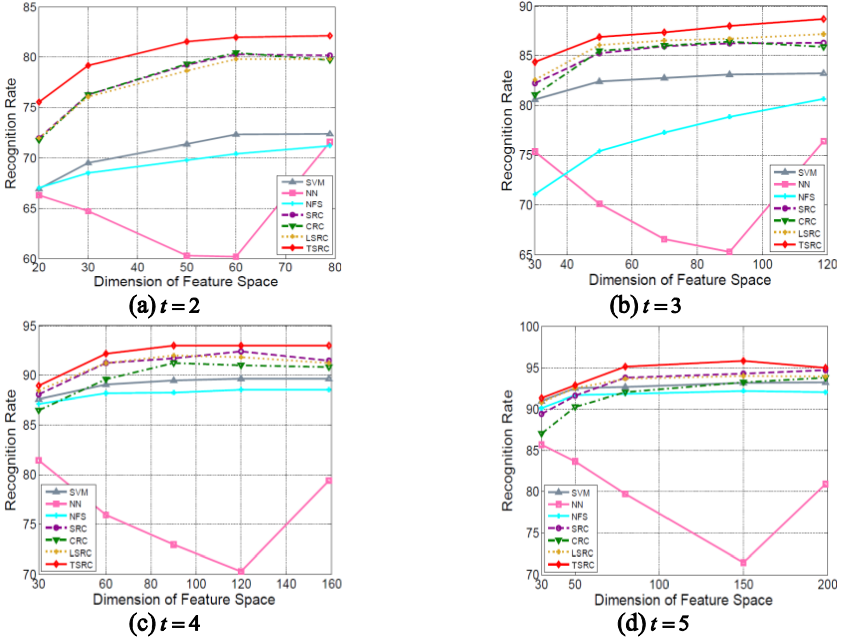 85
80
75
70
65
60
Recognition Rate
20 30 40 50 60 70 80
Dimension of Feature Space
SVM
NN
NFS
SRC
CRC
LSRC
TSRC
(a) t = 2
90
85
80
75
70
65
Recognition Rate
30 40 60 80 100 120
Dimension of Feature Space
SVM
NN
NFS
SRC
CRC
LSRC
TSRC
(b) t = 3
95
90
85
80
75
70
Recognition Rate
30 40 60 80 100 120 140 160
Dimension of Feature Space
SVM
NN
NFS
SRC
CRC
LSRC
TSRC
(c) t = 4
100
95
90
85
80
75
70
Recognition Rate
30 50 100 150 200
Dimension of Feature Space
SVM
NN
NFS
SRC
CRC
LSRC
TSRC
(d) t = 5